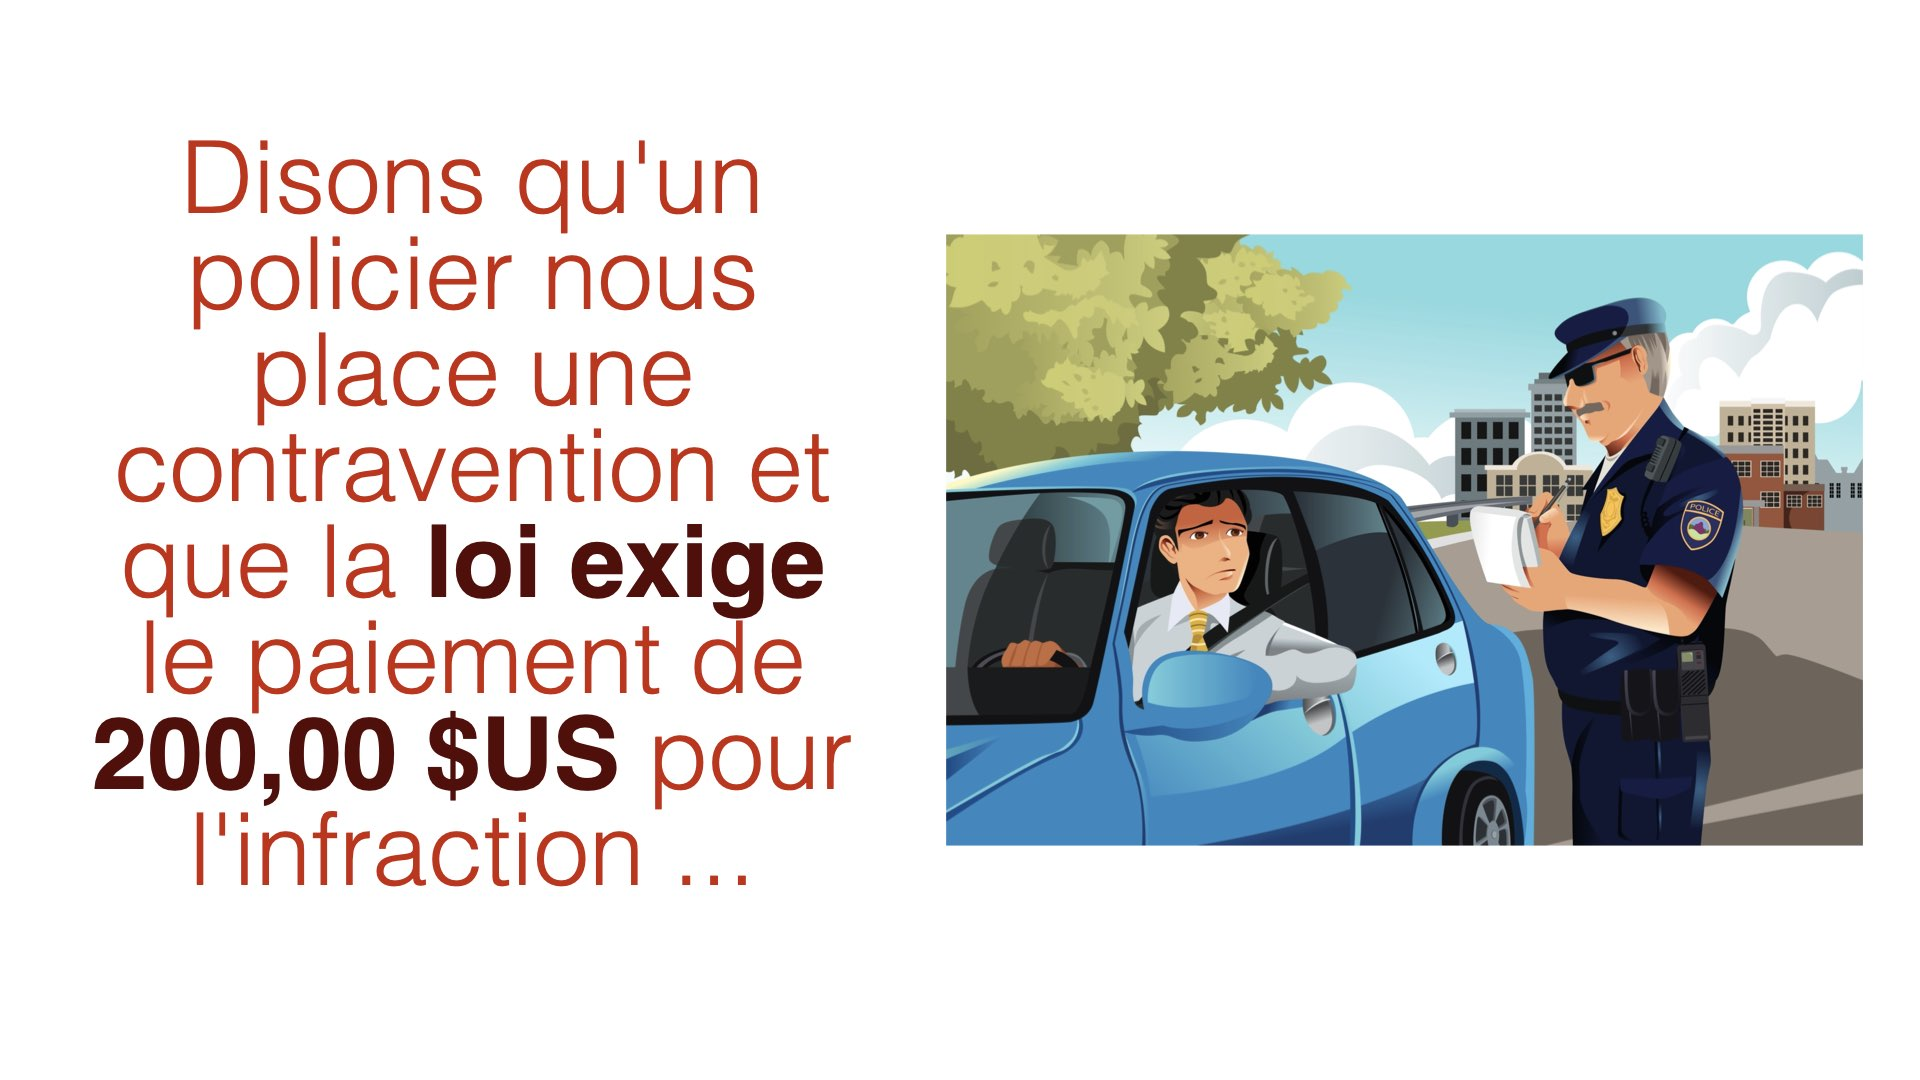 Disons qu'un
policier nous
place une
contravention et
que la loi exige
le paiement de
200,00 $US pour
l'infraction ...
POLICE